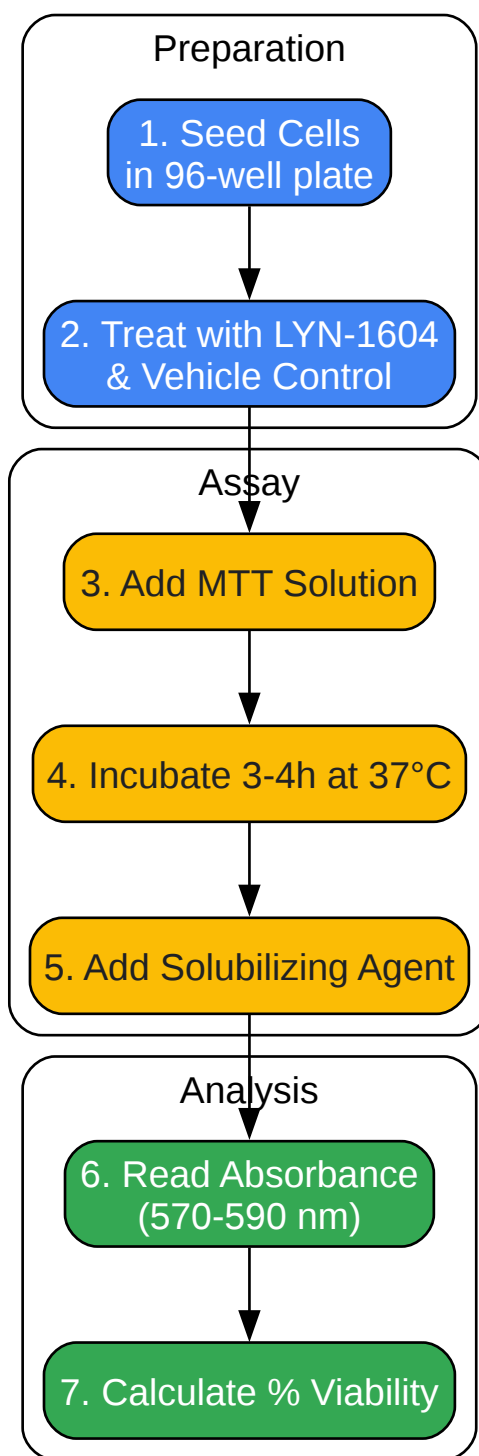 Preparation
1. Seed Cells
in 96-well plate
2. Treat with LYN-1604
& Vehicle Control
Assay
3. Add MTT Solution
4. Incubate 3-4h at 37°C
5. Add Solubilizing Agent
Analysis
6. Read Absorbance
(570-590 nm)
7. Calculate % Viability